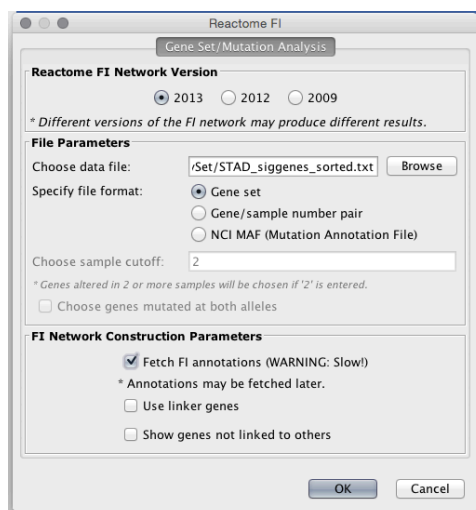 Reactome FI
Gene Set/Mutation Analysis
Reactome FI Network Version
2013 2012 2009
* Different versions of the FI network may produce different results.
File Parameters
Choose data file: /Set/STAD_siggenes_sorted.txt Browse
Specify file format: Gene set
Gene/sample number pair
NCI MAF (Mutation Annotation File)
Choose sample cutoff: 2
* Genes altered in 2 or more samples will be chosen if '2' is entered.
Choose genes mutated at both alleles
FI Network Construction Parameters
Fetch FI annotations (WARNING: Slow!)
* Annotations may be fetched later.
Use linker genes
Show genes not linked to others
OK Cancel